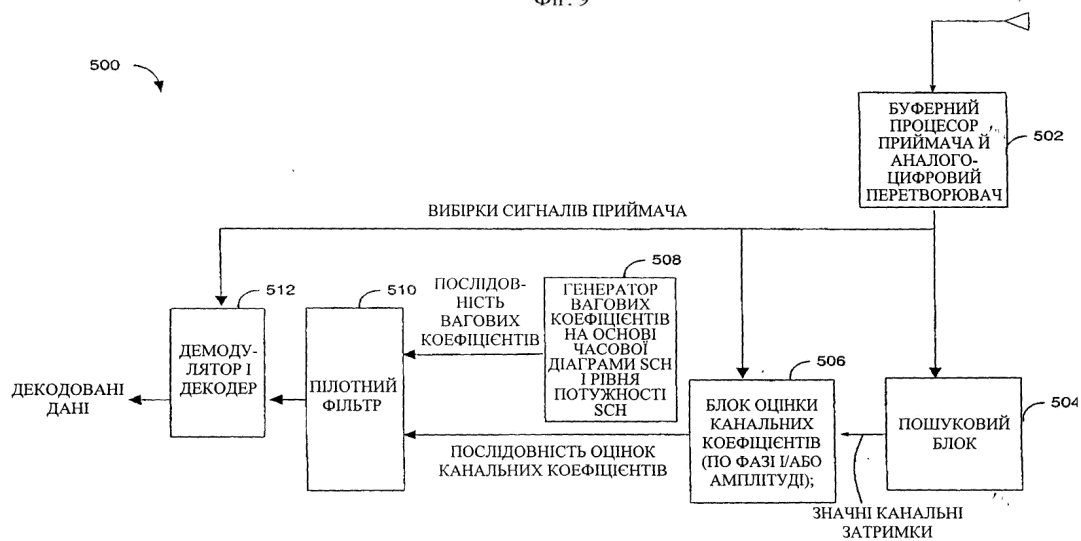 Фіг. 9
500
БУФЕРНИЙ
ПРОЦЕСОР
ПРИЙМАЧА Й
АНАЛОГО-
ЦИФРОВИЙ
ПЕРЕТВОРЮВАЧ
502
ВИБІРКИ СИГНАЛІВ ПРИЙМАЧА
512
ДЕМОДУ-
ЛЯТОР І
ДЕКОДЕР
ДЕКОДОВАНІ
ДАНІ
510
ПІЛОТНИЙ
ФІЛЬТР
ПОСЛІДОВ-
НІСТЬ
ВАГОВИХ
КОЕФІЦІЄНТІВ
508
ГЕНЕРАТОР
ВАГОВИХ
КОЕФІЦІЄНТІВ
НА ОСНОВІ
ЧАСОВОЇ
ДІАГРАМИ SCH
І РІВНЯ
ПОТУЖНОСТІ
SCH
ПОСЛІДОВНІСТЬ ОЦІНОК
КАНАЛЬНИХ КОЕФІЦІЄНТІВ
506
БЛОК ОЦІНКИ
КАНАЛЬНИХ
КОЕФІЦІЄНТІВ
(ПО ФАЗІ І/АБО
АМПЛІТУДІ);
504
ПОШУКОВИЙ
БЛОК
ЗНАЧНІ КАНАЛЬНІ
ЗАТРИМКИ